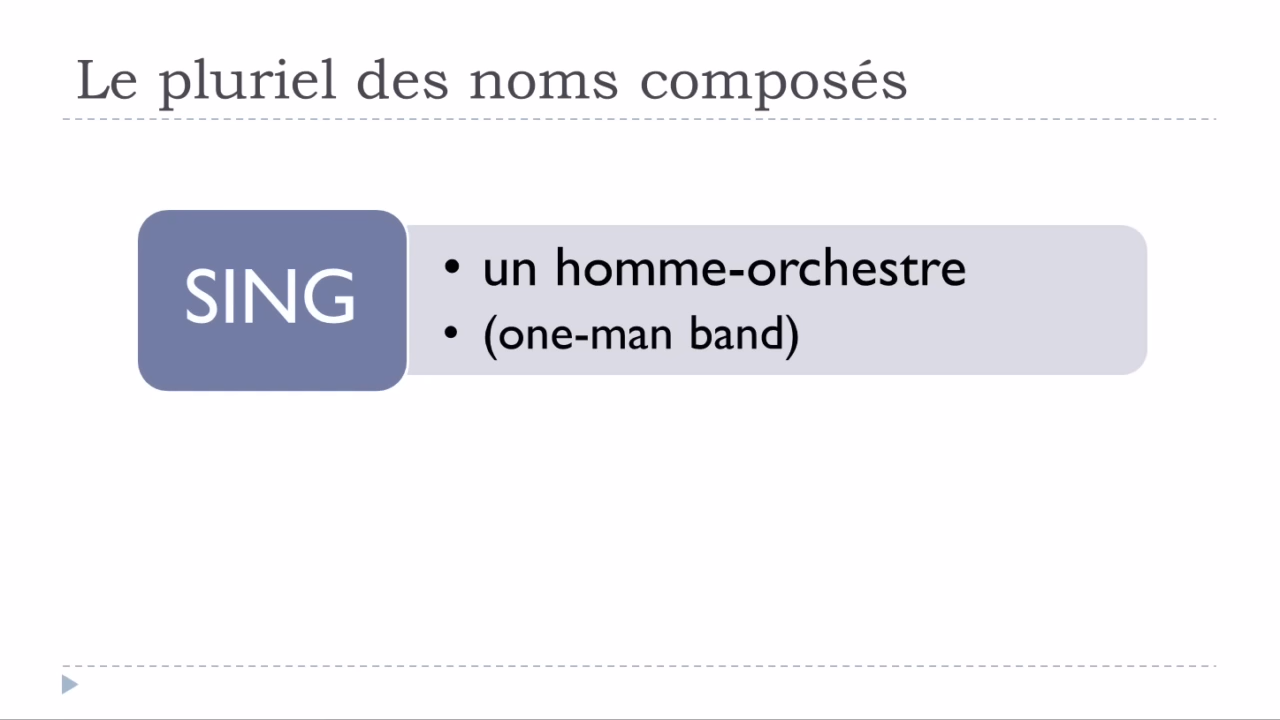 Le pluriel des noms composés
SING
• un homme-orchestre
• (one-man band)